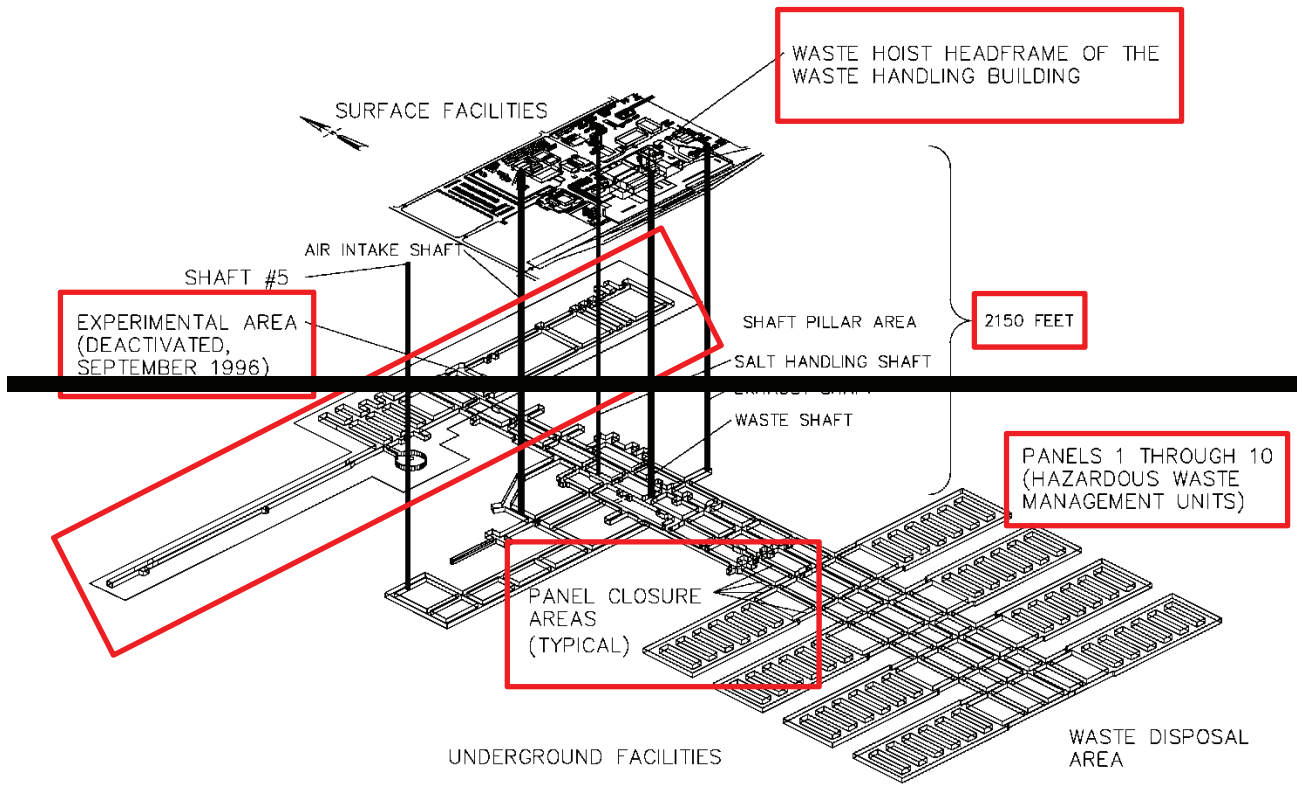 WASTE HOIST HEADFRAME OF THE
WASTE HANDLING BUILDING
SURFACE FACILITIES
AIR INTAKE SHAFT
SHAFT #5
EXPERIMENTAL AREA
(DEACTIVATED,
SEPTEMBER 1996)
SHAFT PILLAR AREA
2150 FEET
SALT HANDLING SHAFT
EXHAUST SHAFT
WASTE SHAFT
PANELS 1 THROUGH 10
(HAZARDOUS WASTE
MANAGEMENT UNITS)
PANEL CLOSURE
AREAS
(TYPICAL)
UNDERGROUND FACILITIES
WASTE DISPOSAL
AREA